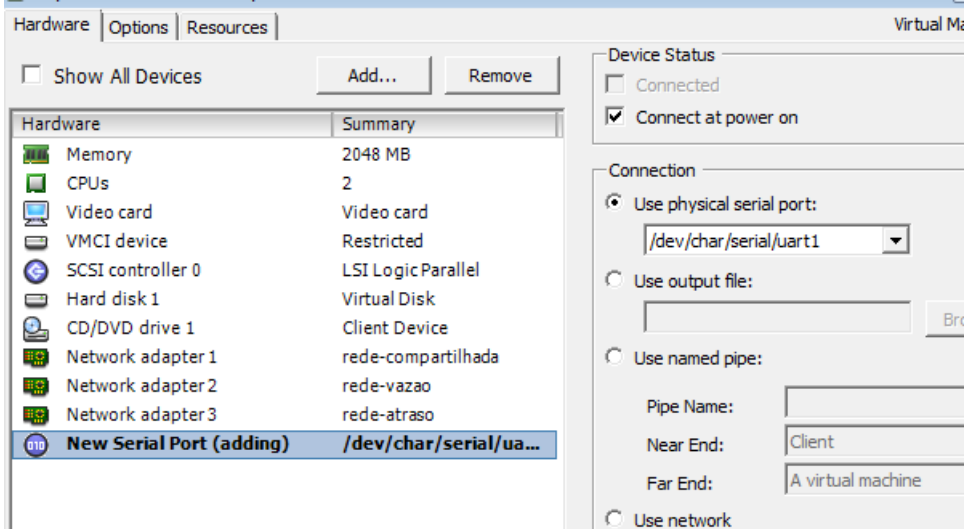 Hardware Options Resources Virtual Ma
Show All Devices Add... Remove
Hardware Summary
Memory 2048 MB
CPUs 2
Video card Video card
VMCI device Restricted
SCSI controller 0 LSI Logic Parallel
Hard disk 1 Virtual Disk
CD/DVD drive 1 Client Device
Network adapter 1 rede-compartilhada
Network adapter 2 rede-vazao
Network adapter 3 rede-atraso
New Serial Port (adding) /dev/char/serial/ua...
Device Status
Connected
Connect at power on
Connection
Use physical serial port:
/dev/char/serial/uart1
Use output file:
Bro
Use named pipe:
Pipe Name:
Near End: Client
Far End: A virtual machine
Use network